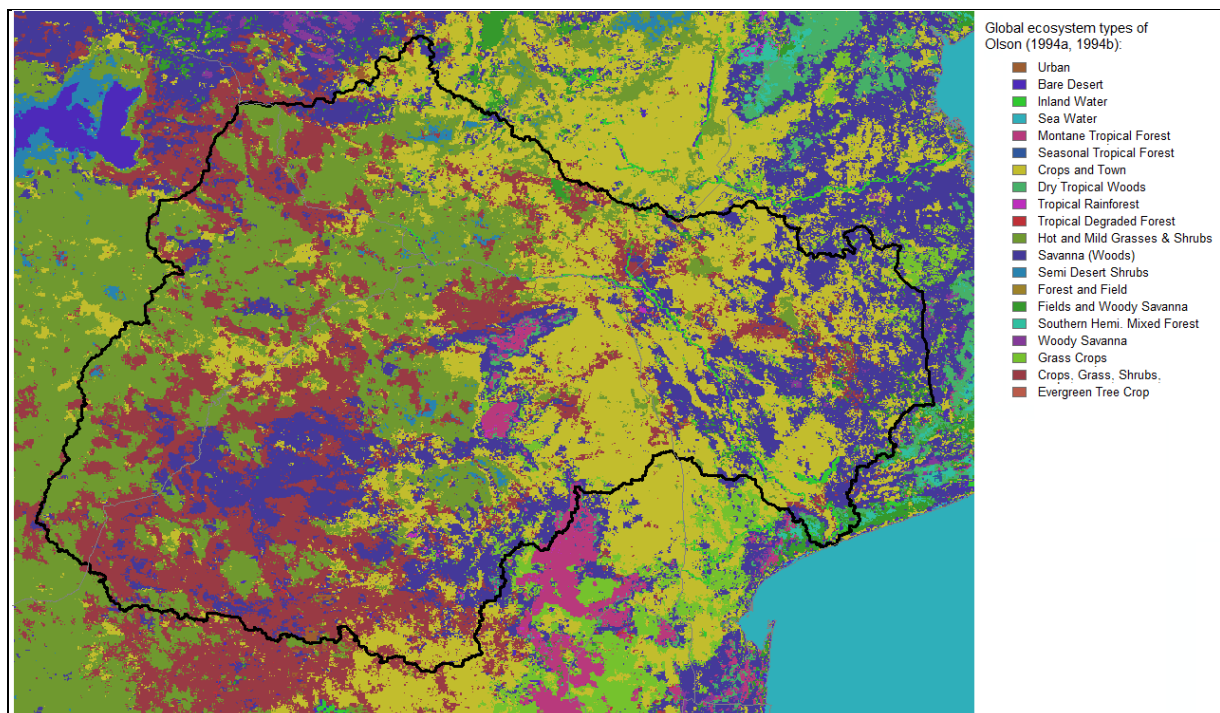 Global ecosystem types of
Olson (1994a, 1994b):
Urban
Bare Desert
Inland Water
Sea Water
Montane Tropical Forest
Seasonal Tropical Forest
Crops and Town
Dry Tropical Woods
Tropical Rainforest
Tropical Degraded Forest
Hot and Mild Grasses & Shrubs
Savanna (Woods)
Semi Desert Shrubs
Forest and Field
Fields and Woody Savanna
Southern Hemi. Mixed Forest
Woody Savanna
Grass Crops
Crops, Grass, Shrubs,
Evergreen Tree Crop